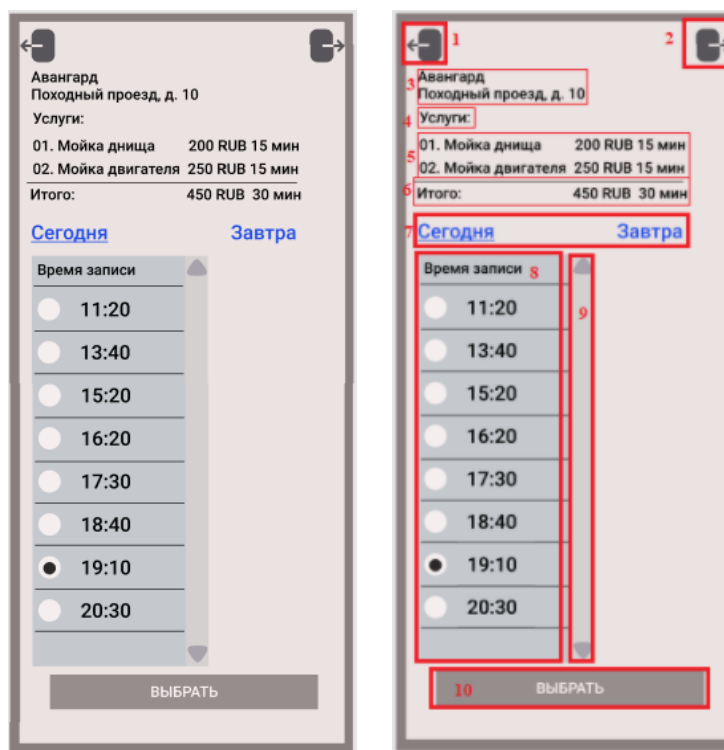 Авангард
Походный проезд, д. 10
Услуги:
01. Мойка днища 200 RUB 15 мин
02. Мойка двигателя 250 RUB 15 мин
Итого: 450 RUB 30 мин
Сегодня Завтра
Время записи
11:20
13:40
15:20
16:20
17:30
18:40
19:10
20:30
ВЫБРАТЬ
1 2
3 Авангард
Походный проезд, д. 10
4 Услуги:
5 01. Мойка днища 200 RUB 15 мин
02. Мойка двигателя 250 RUB 15 мин
6 Итого: 450 RUB 30 мин
7 Сегодня Завтра
Время записи 8
11:20 9
13:40
15:20
16:20
17:30
18:40
19:10
20:30
10 ВЫБРАТЬ